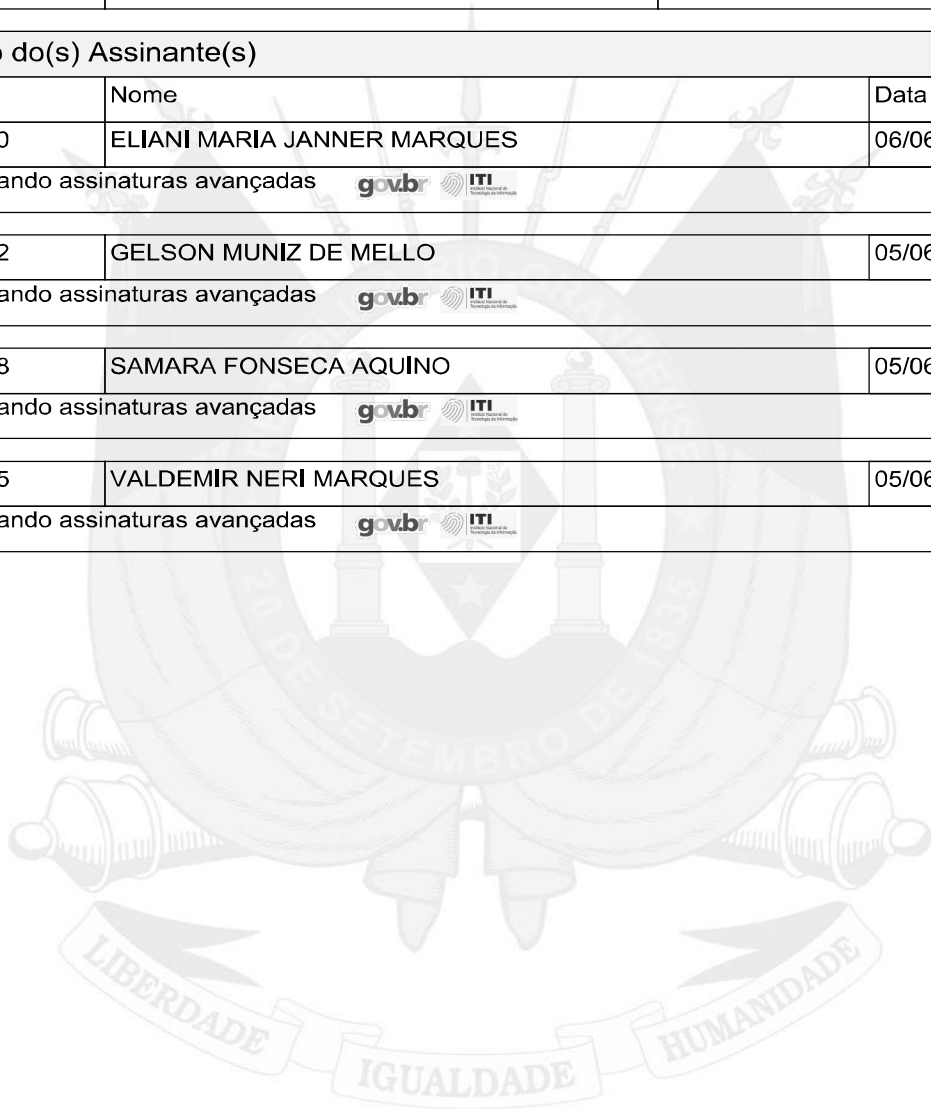 o do(s) Assinante(s)
Nome Data
0 ELIANI MARIA JANNER MARQUES 06/06
ando assinaturas avançadas gov.br ITI
2 GELSON MUNIZ DE MELLO 05/06
ando assinaturas avançadas gov.br ITI
8 SAMARA FONSECA AQUINO 05/06
ando assinaturas avançadas gov.br ITI
5 VALDEMIR NERI MARQUES 05/06
ando assinaturas avançadas gov.br ITI
REPUBLICA RIO-GRANDENSE
20 DE SETEMBRO DE 1835
LIBERDADE IGUALDADE HUMANIDADE